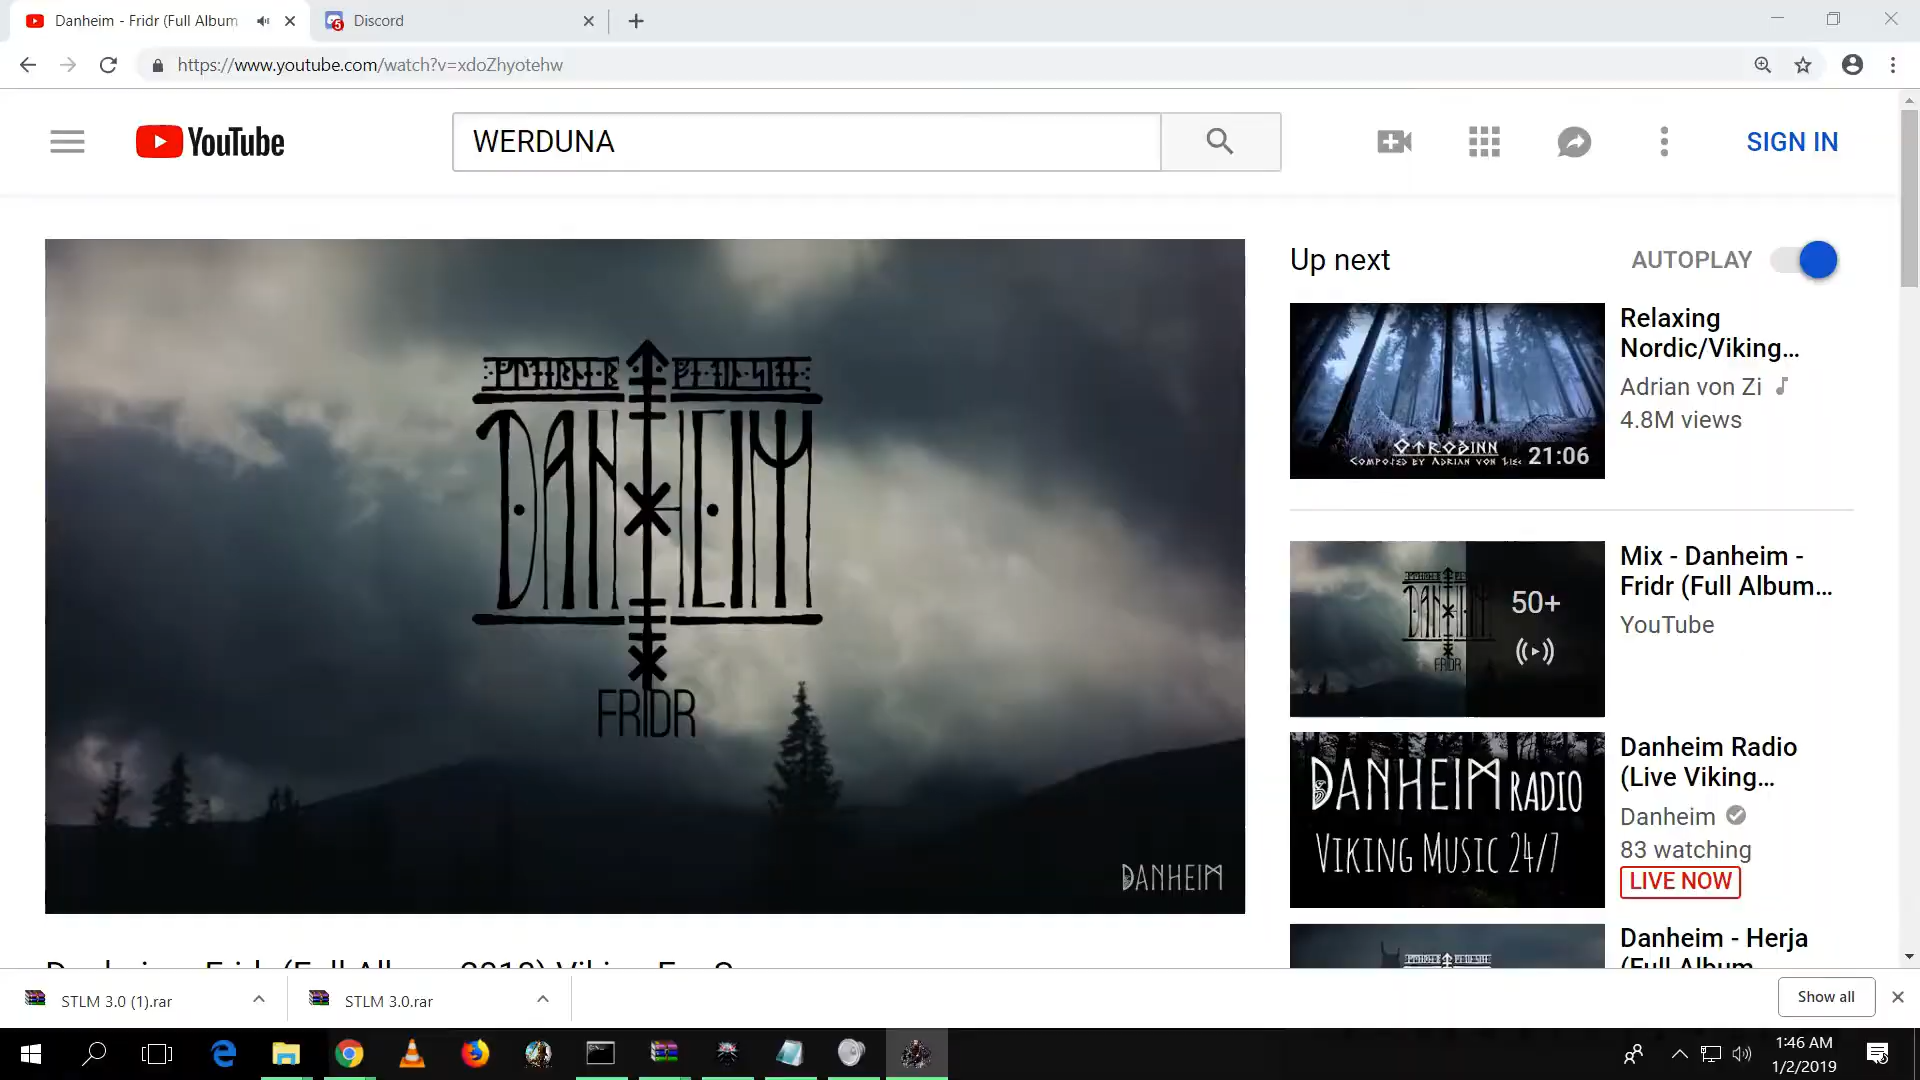 Danheim - Fridr (Full Album
Discord
https://www.youtube.com/watch?v=xdoZhyotehw
YouTube
WERDUNA
SIGN IN
DANHEIM
FRIDR
DANHEIM
Up next
AUTOPLAY
Relaxing
Nordic/Viking...
Adrian von Zi
4.8M views
21:06
50+
Mix - Danheim -
Fridr (Full Album...
YouTube
DANHEIM RADIO
VIKING MUSIC 24/7
Danheim Radio
(Live Viking...
Danheim
83 watching
LIVE NOW
Danheim - Herja
(Full Album
STLM 3.0 (1).rar
STLM 3.0.rar
Show all
1:46 AM
1/2/2019